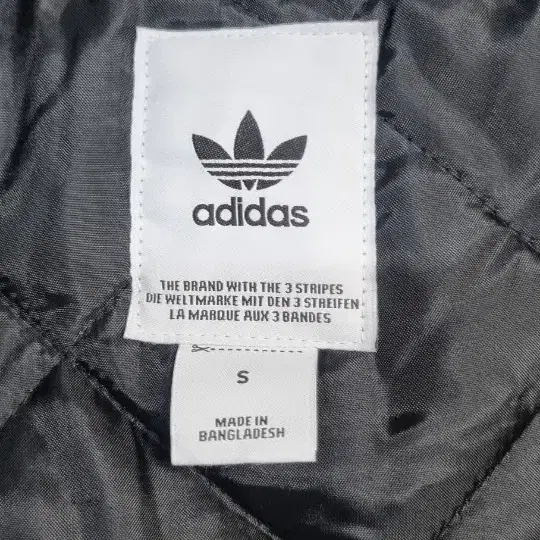 adidas
THE BRAND WITH THE 3 STRIPES
DIE WELTMARKE MIT DEN 3 STREIFEN
LA MARQUE AUX 3 BANDES
S
MADE IN
BANGLADESH